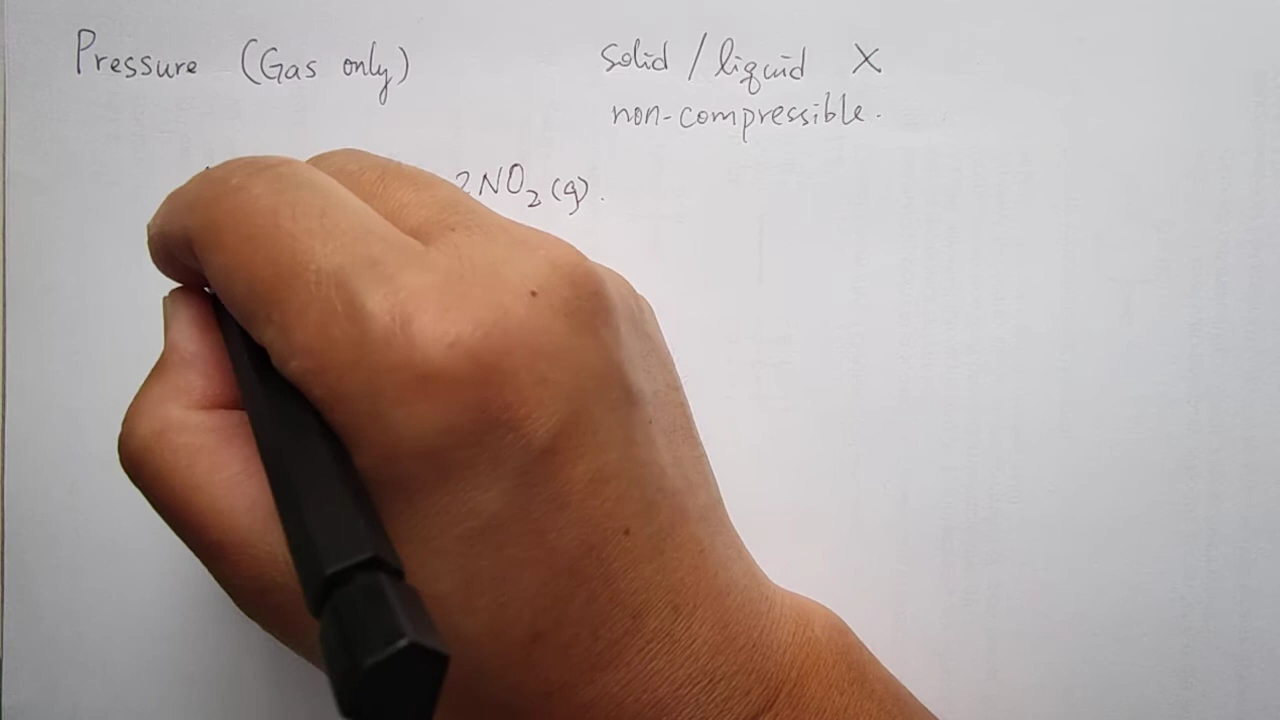 Pressure (Gas only)
solid / liquid X
non-compressible.
2NO₂ (g).